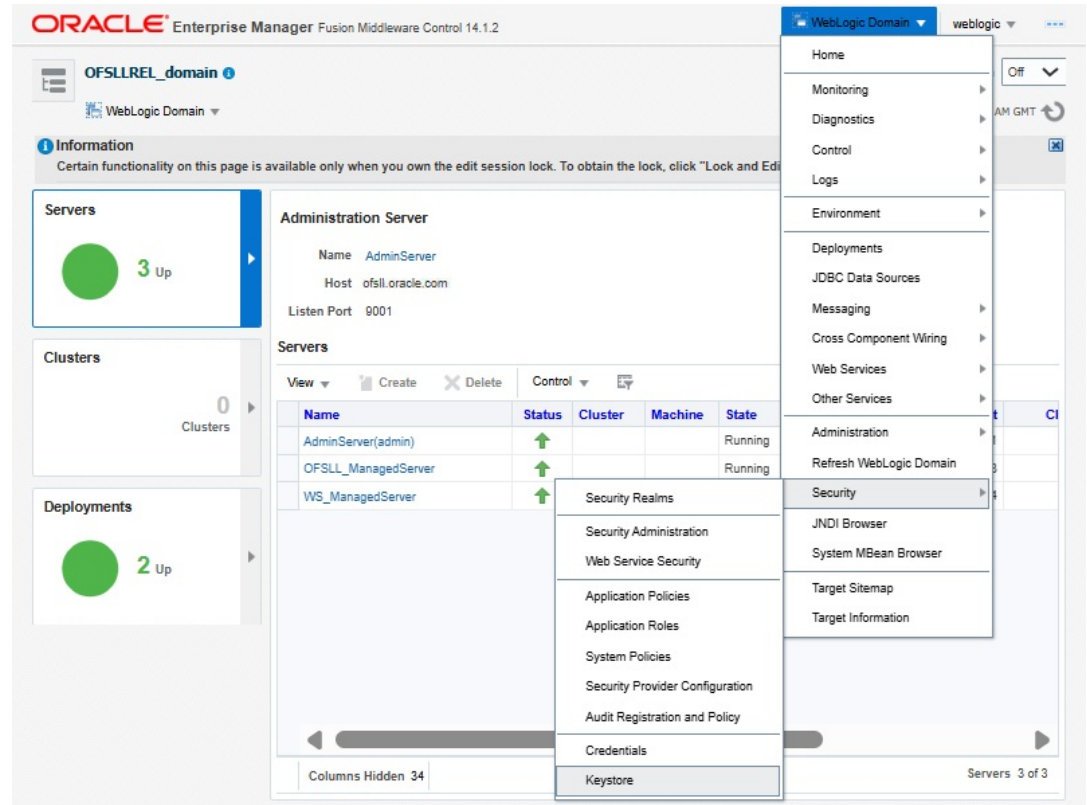 ORACLE Enterprise Manager Fusion Middleware Control 14.1.2
WebLogic Domain
weblogic
OFSLLREL_domain
WebLogic Domain
Off
AM GMT
Information
Certain functionality on this page is available only when you own the edit session lock. To obtain the lock, click "Lock and Edi
Servers
3 Up
Clusters
0
Clusters
Deployments
2 Up
Administration Server
Name AdminServer
Host ofsll.oracle.com
Listen Port 9001
Servers
View Create Delete Control
Name Status Cluster Machine State t Cl
AdminServer(admin) Running
OFSLL_ManagedServer Running 3
WS_ManagedServer 4
Columns Hidden 34
Servers 3 of 3
Home
Monitoring
Diagnostics
Control
Logs
Environment
Deployments
JDBC Data Sources
Messaging
Cross Component Wiring
Web Services
Other Services
Administration
Refresh WebLogic Domain
Security
JNDI Browser
System MBean Browser
Target Sitemap
Target Information
Security Realms
Security Administration
Web Service Security
Application Policies
Application Roles
System Policies
Security Provider Configuration
Audit Registration and Policy
Credentials
Keystore